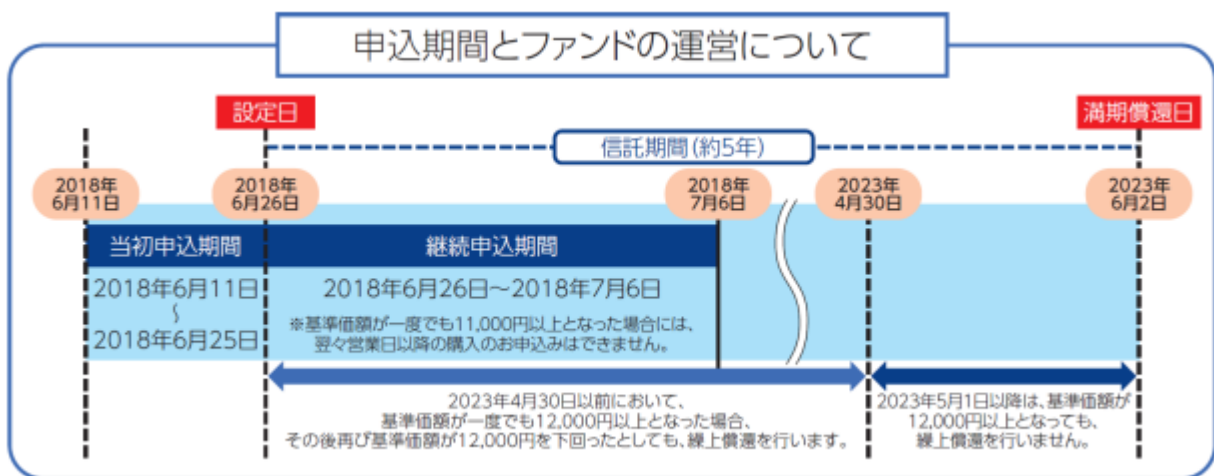 申込期間とファンドの運営について
設定日
満期償還日
信託期間(約5年)
2018年
6月11日
2018年
6月26日
2018年
7月6日
2023年
4月30日
2023年
6月2日
当初申込期間
継続申込期間
2018年6月11日
〜
2018年6月25日
2018年6月26日〜2018年7月6日
※基準価額が一度でも11,000円以上となった場合には、
翌々営業日以降の購入のお申込みはできません。
2023年4月30日以前において、
基準価額が一度でも12,000円以上となった場合、
その後再び基準価額が12,000円を下回ったとしても、繰上償還を行います。
2023年5月1日以降は、基準価額が
12,000円以上となっても、
繰上償還を行いません。